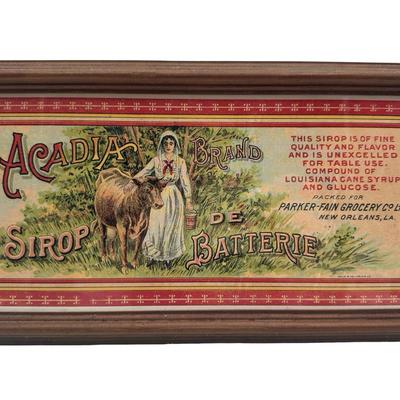 ACADIA BRAND
SIROP DE BATTERIE
THIS SIROP IS OF FINE
QUALITY AND FLAVOR
AND IS UNEXCELLED
FOR TABLE USE.
COMPOUND OF
LOUISIANA CANE SYRUP
AND GLUCOSE.
PACKED FOR
PARKER-FAIN GROCERY CO. LD
NEW ORLEANS, LA.